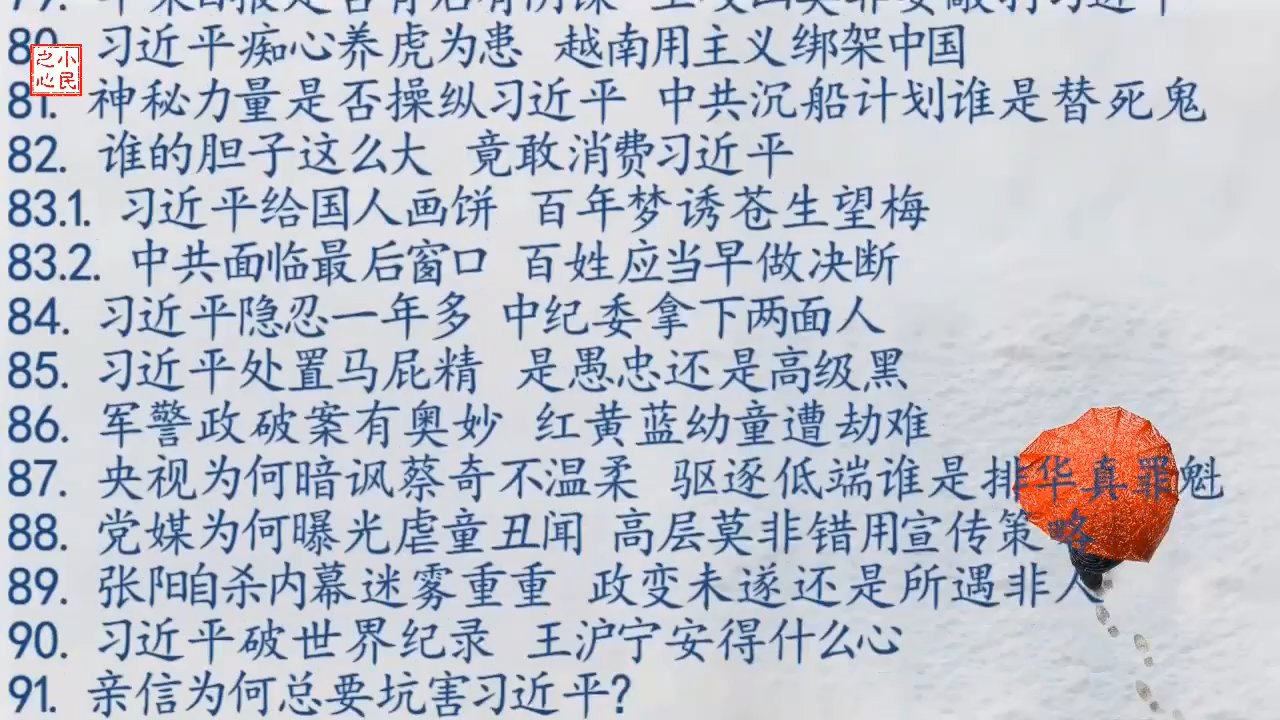 80. 习近平痴心养虎为患 越南用主义绑架中国
小民之心
81. 神秘力量是否操纵习近平 中共沉船计划谁是替死鬼
82. 谁的胆子这么大 竟敢消费习近平
83.1. 习近平给国人画饼 百年梦诱苍生望梅
83.2. 中共面临最后窗口 百姓应当早做决断
84. 习近平隐忍一年多 中纪委拿下两面人
85. 习近平处置马屁精 是愚忠还是高级黑
86. 军警政破案有奥妙 红黄蓝幼童遭劫难
87. 央视为何暗讽蔡奇不温柔 驱逐低端谁是排华真罪魁
88. 党媒为何曝光虐童丑闻 高层莫非错用宣传策略
89. 张阳自杀内幕迷雾重重 政变未遂还是所遇非人
90. 习近平破世界纪录 王沪宁安得什么心
91. 亲信为何总要坑害习近平?